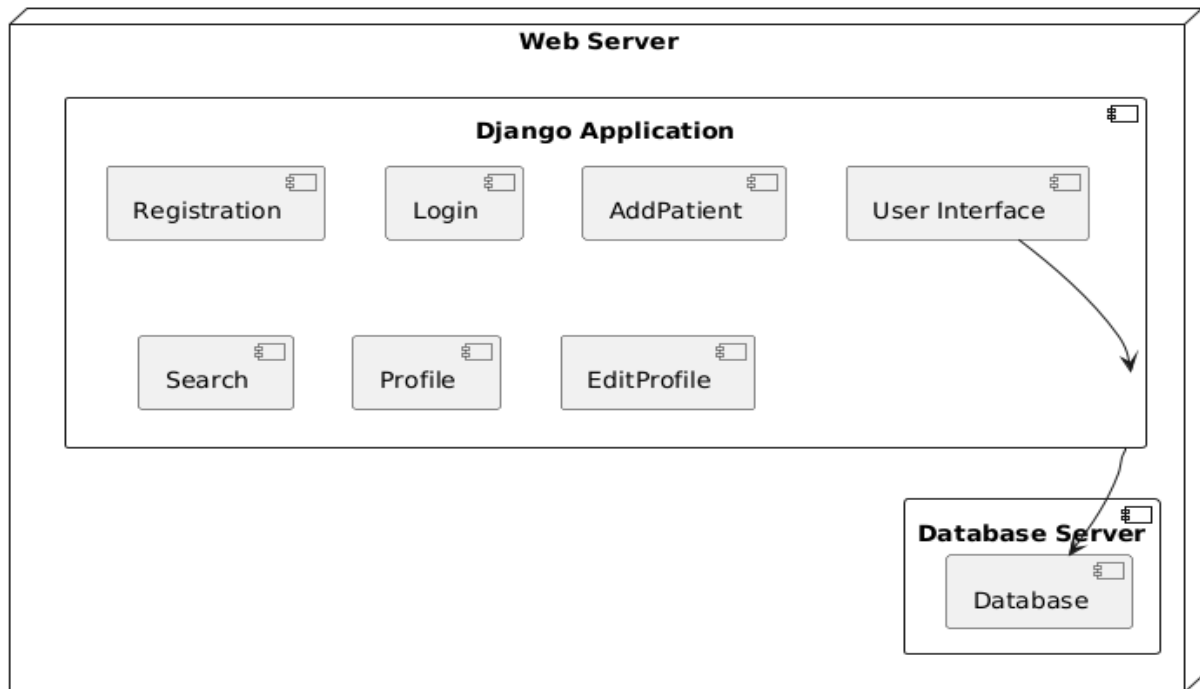 Web Server
Django Application
Registration
Login
AddPatient
User Interface
Search
Profile
EditProfile
Database Server
Database